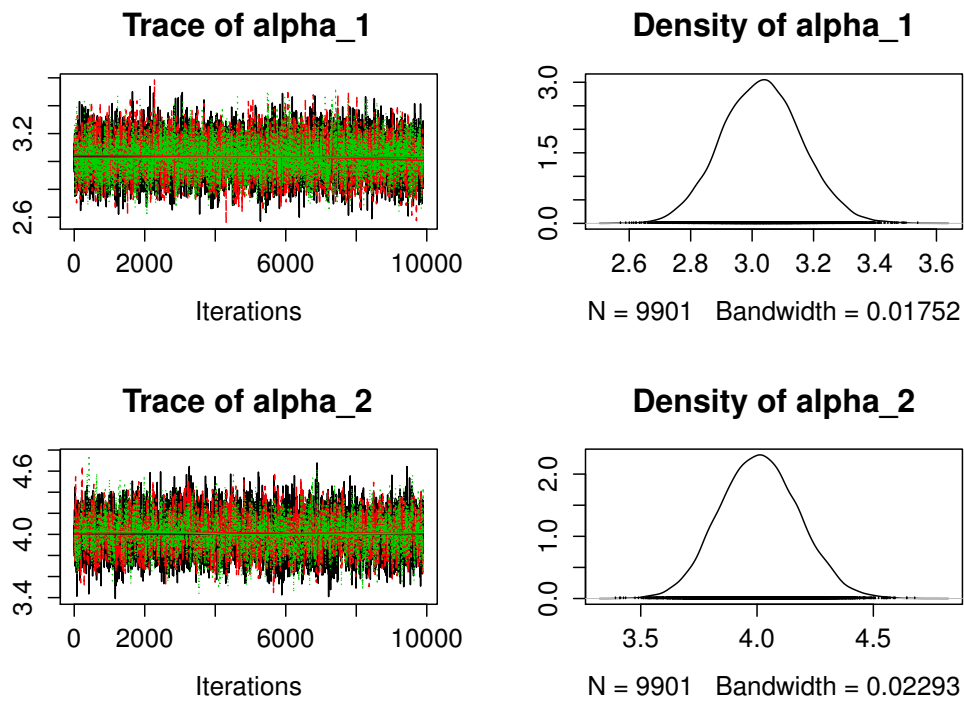 Trace of alpha_1
3.2
2.6
0 2000 6000 10000
Iterations
Density of alpha_1
3.0
1.5
0.0
2.6 2.8 3.0 3.2 3.4 3.6
N = 9901 Bandwidth = 0.01752
Trace of alpha_2
4.6
4.0
3.4
0 2000 6000 10000
Iterations
Density of alpha_2
2.0
1.0
0.0
3.5 4.0 4.5
N = 9901 Bandwidth = 0.02293